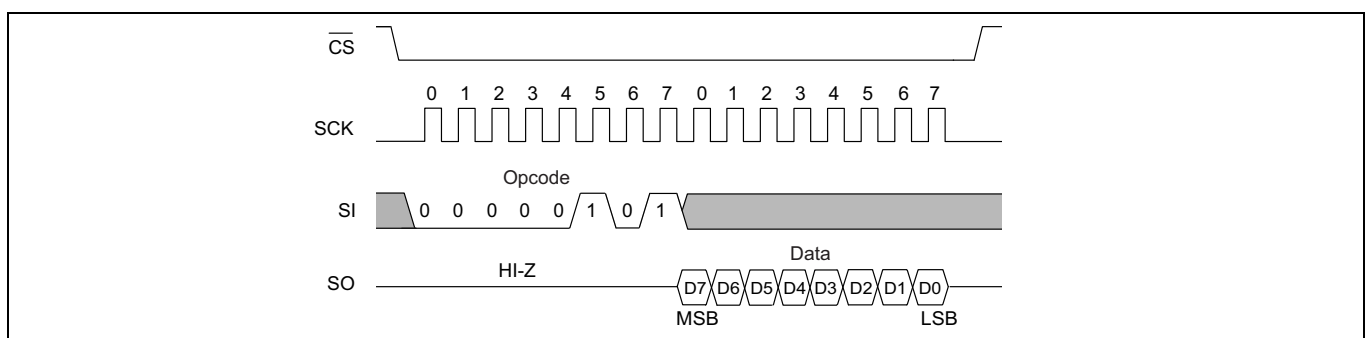 CS
0 1 2 3 4 5 6 7 0 1 2 3 4 5 6 7
SCK
Opcode
SI 0 0 0 0 0 1 0 1
Data
HI-Z
SO D7 D6 D5 D4 D3 D2 D1 D0
MSB LSB